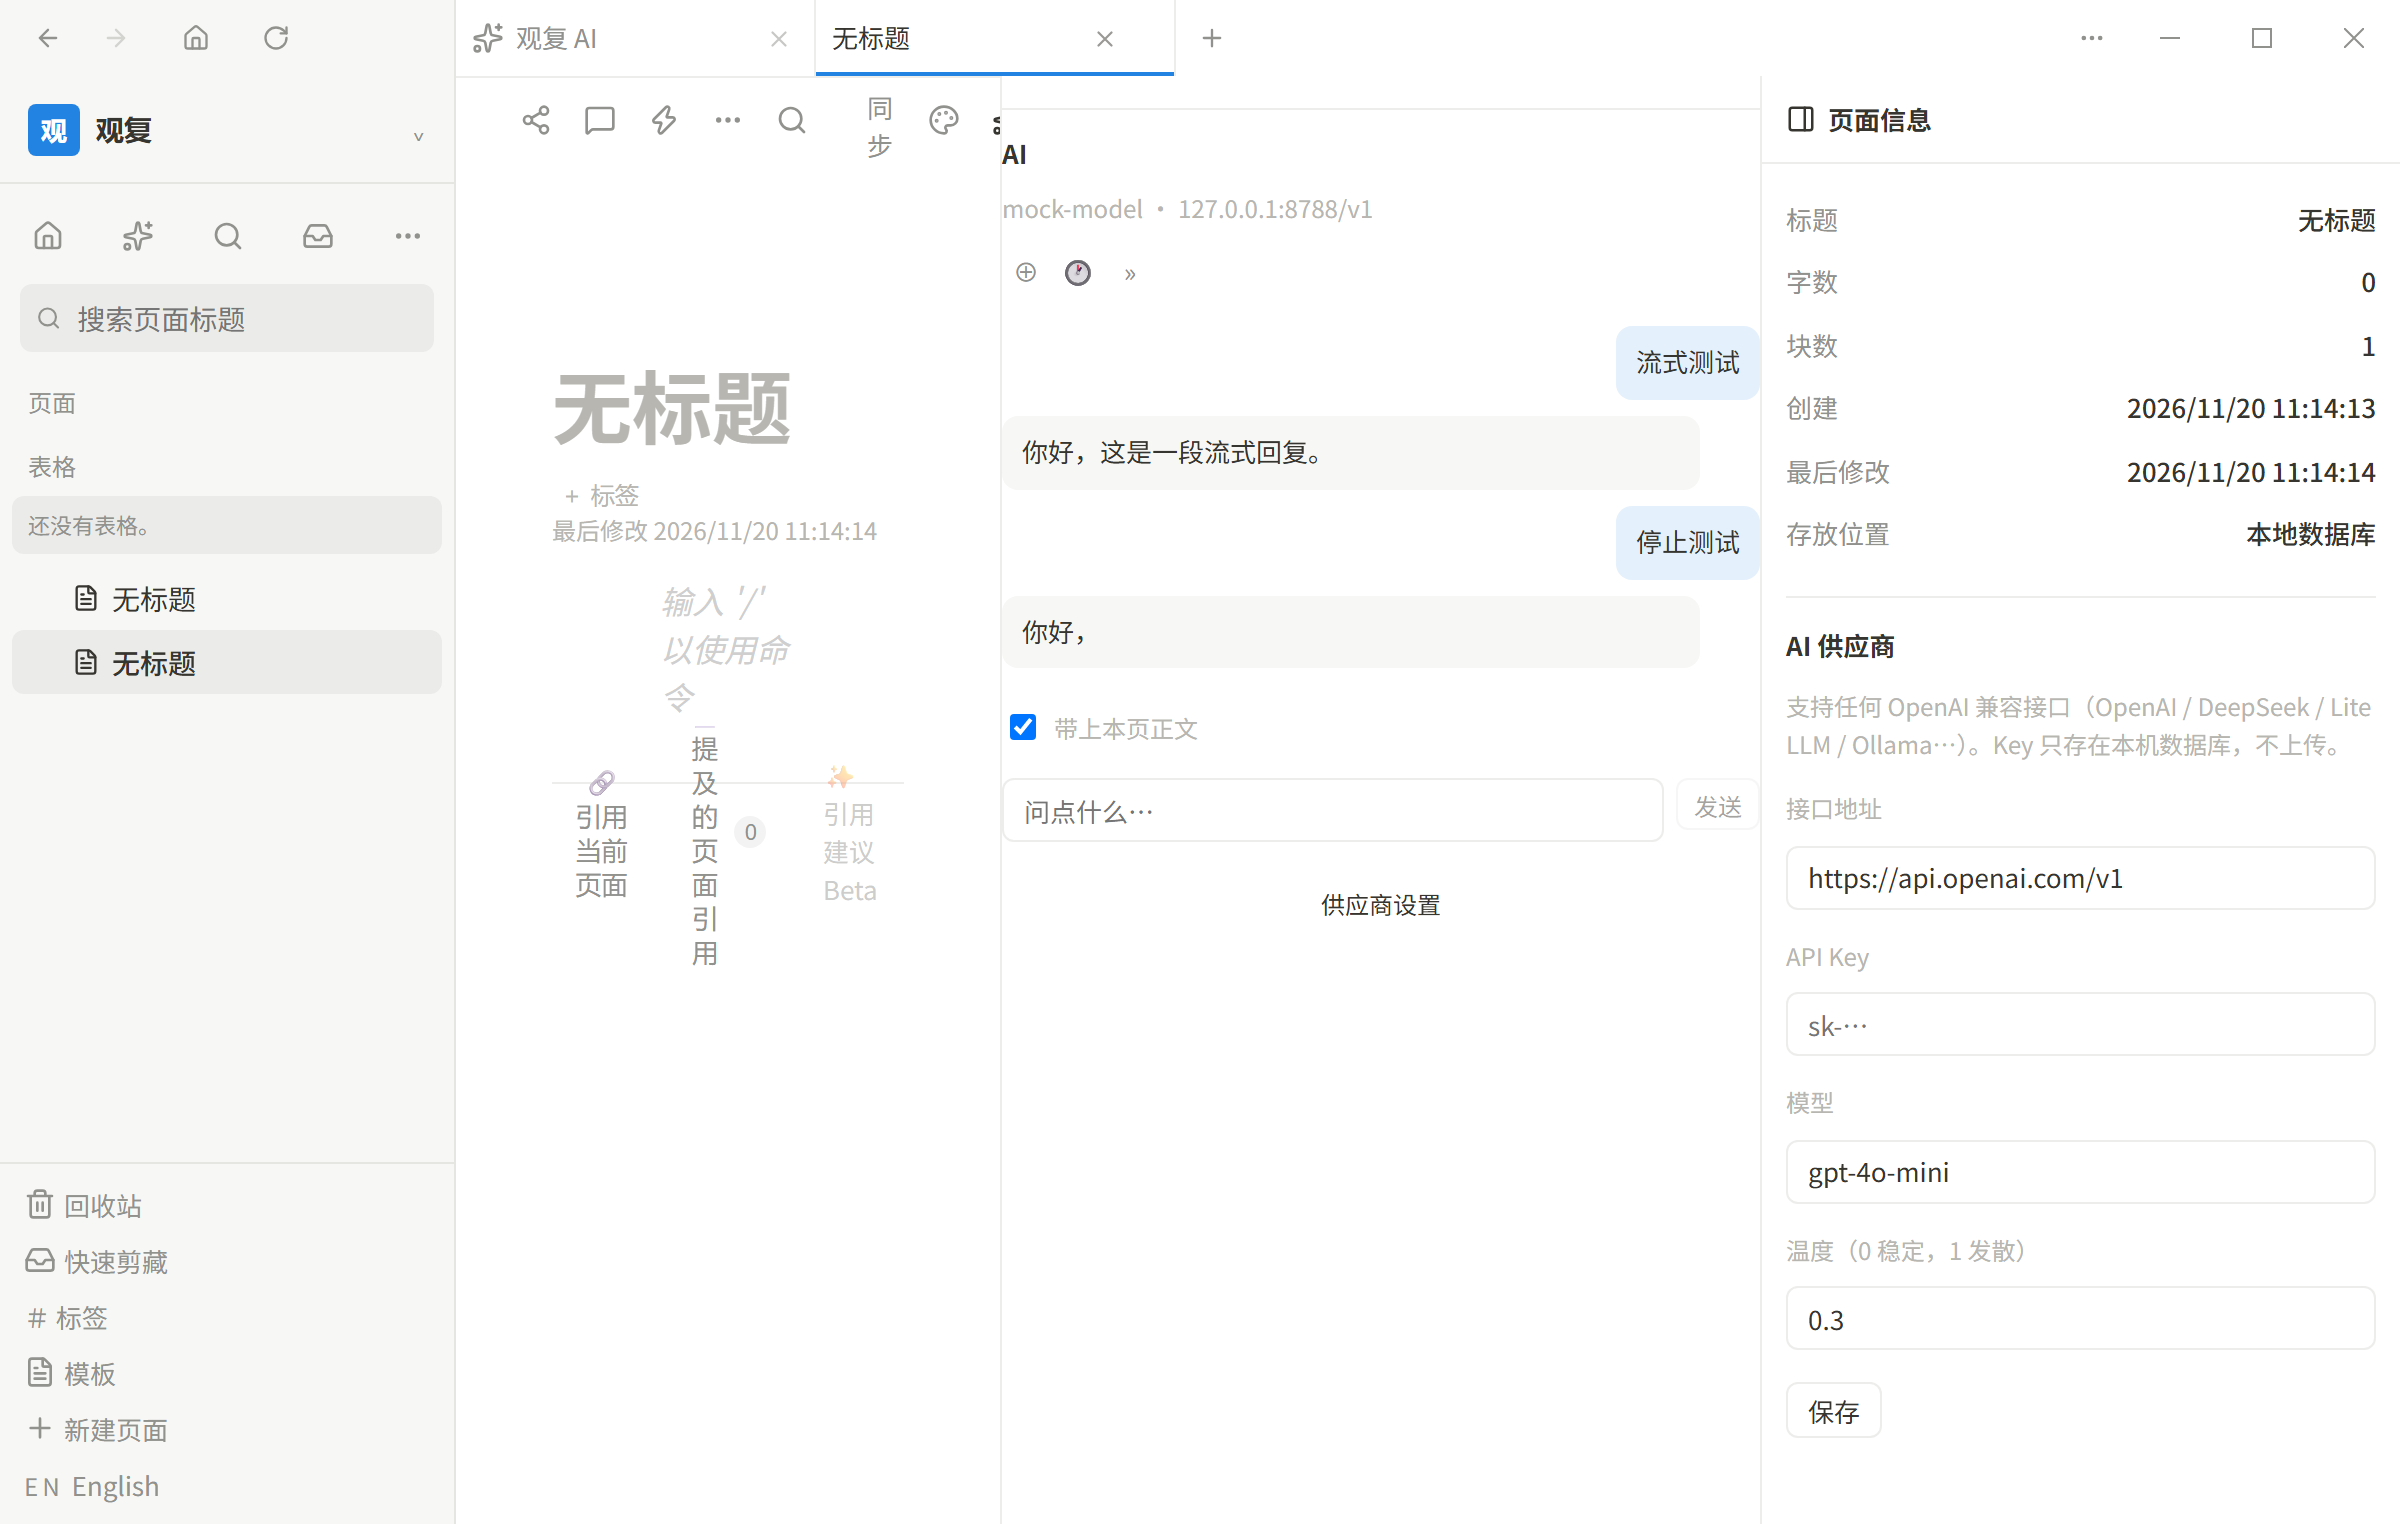 观复 AI
无标题
观 观复
搜索页面标题
页面
表格
还没有表格。
无标题
无标题
回收站
快速剪藏
# 标签
模板
新建页面
EN English
同
步
无标题
+ 标签
最后修改 2026/11/20 11:14:14
输入 '/'
以使用命
令
引用
当前
页面
提
及
的
页
面
引
用
0
引用
建议
Beta
AI
mock-model • 127.0.0.1:8788/v1
»
流式测试
你好，这是一段流式回复。
停止测试
你好，
带上本页正文
问点什么…
发送
供应商设置
页面信息
标题 无标题
字数 0
块数 1
创建 2026/11/20 11:14:13
最后修改 2026/11/20 11:14:14
存放位置 本地数据库
AI 供应商
支持任何 OpenAI 兼容接口（OpenAI / DeepSeek / Lite
LLM / Ollama…）。Key 只存在本机数据库，不上传。
接口地址
https://api.openai.com/v1
API Key
sk-…
模型
gpt-4o-mini
温度（0 稳定，1 发散）
0.3
保存